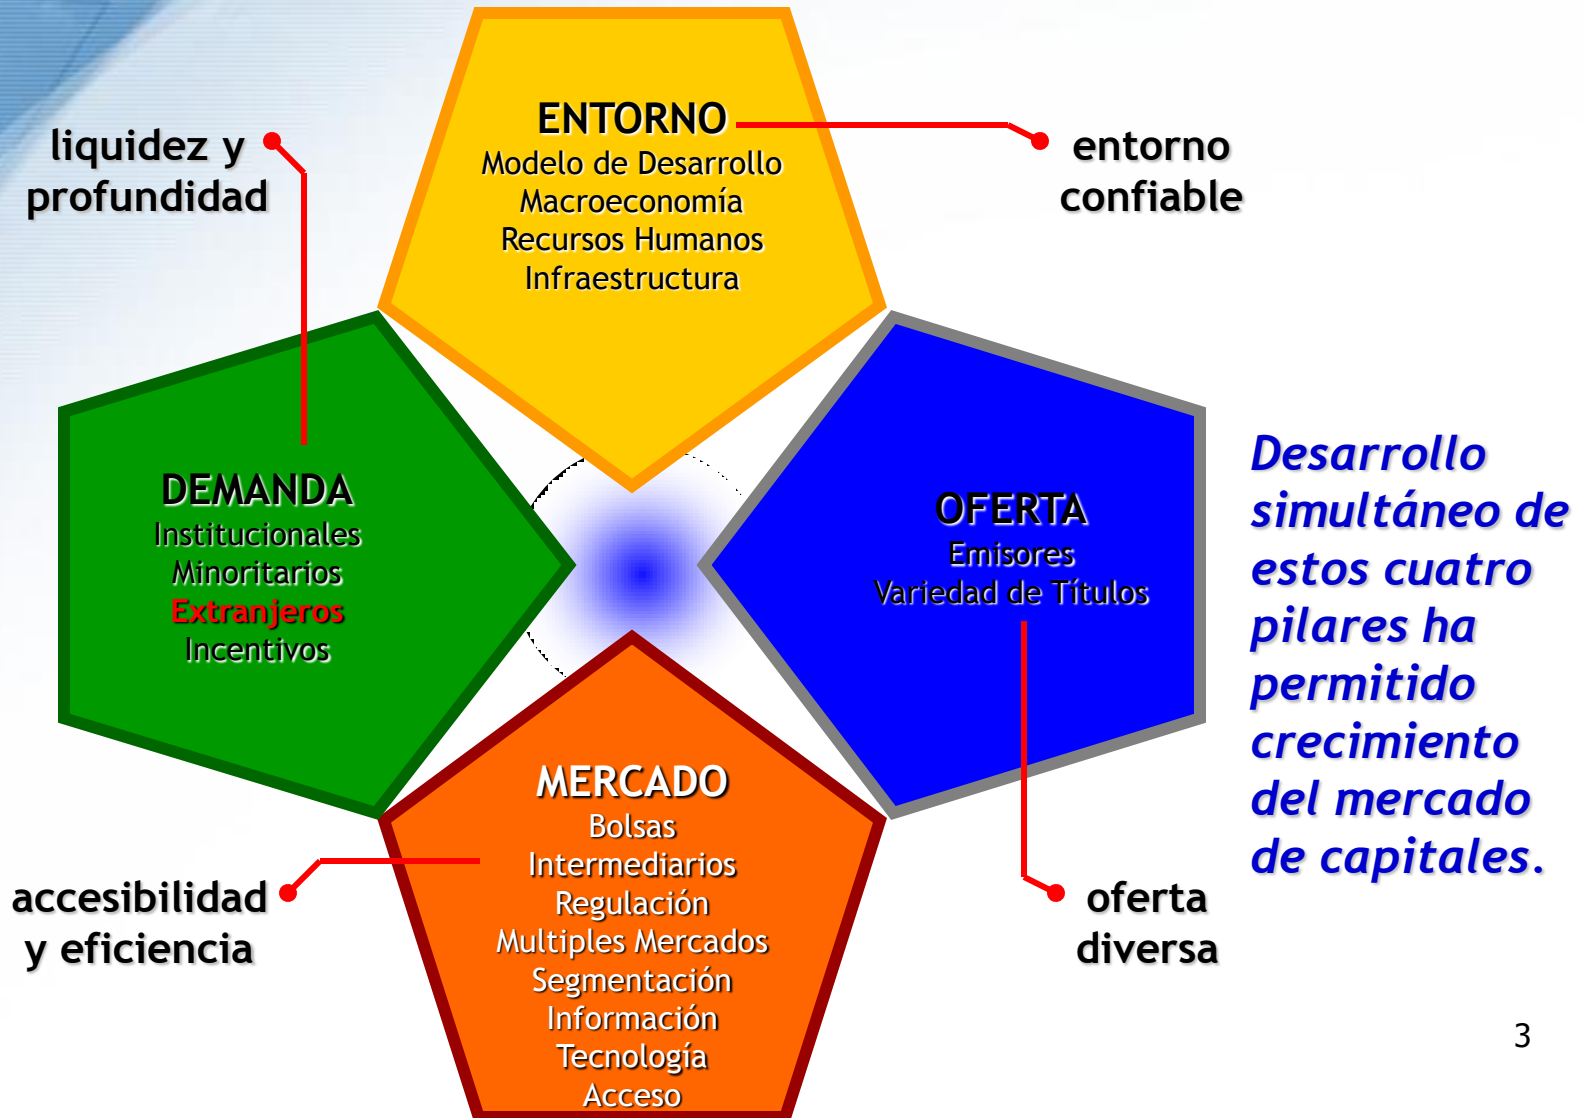 ENTORNO
Modelo de Desarrollo
Macroeconomía
Recursos Humanos
Infraestructura
liquidez y
profundidad
entorno
confiable
DEMANDA
Institucionales
Minoritarios
Extranjeros
Incentivos
OFERTA
Emisores
Variedad de Títulos
Desarrollo
simultáneo de
estos cuatro
pilares ha
permitido
crecimiento
del mercado
de capitales.
MERCADO
Bolsas
Intermediarios
Regulación
Multiples Mercados
Segmentación
Información
Tecnología
Acceso
accesibilidad
y eficiencia
oferta
diversa
3